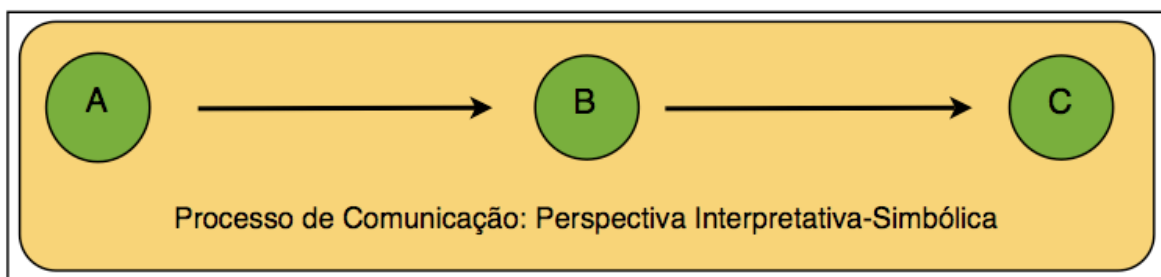 A B C
Processo de Comunicação: Perspectiva Interpretativa-Simbólica